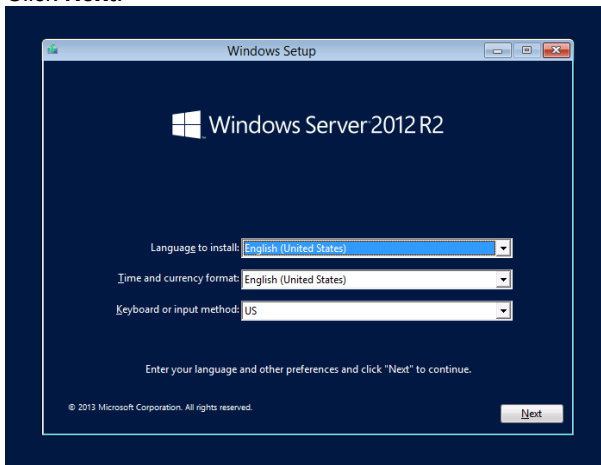 Click Next.
Windows Setup
Windows Server 2012 R2
Language to install: English (United States)
Time and currency format: English (United States)
Keyboard or input method: US
Enter your language and other preferences and click "Next" to continue.
© 2013 Microsoft Corporation. All rights reserved.
Next